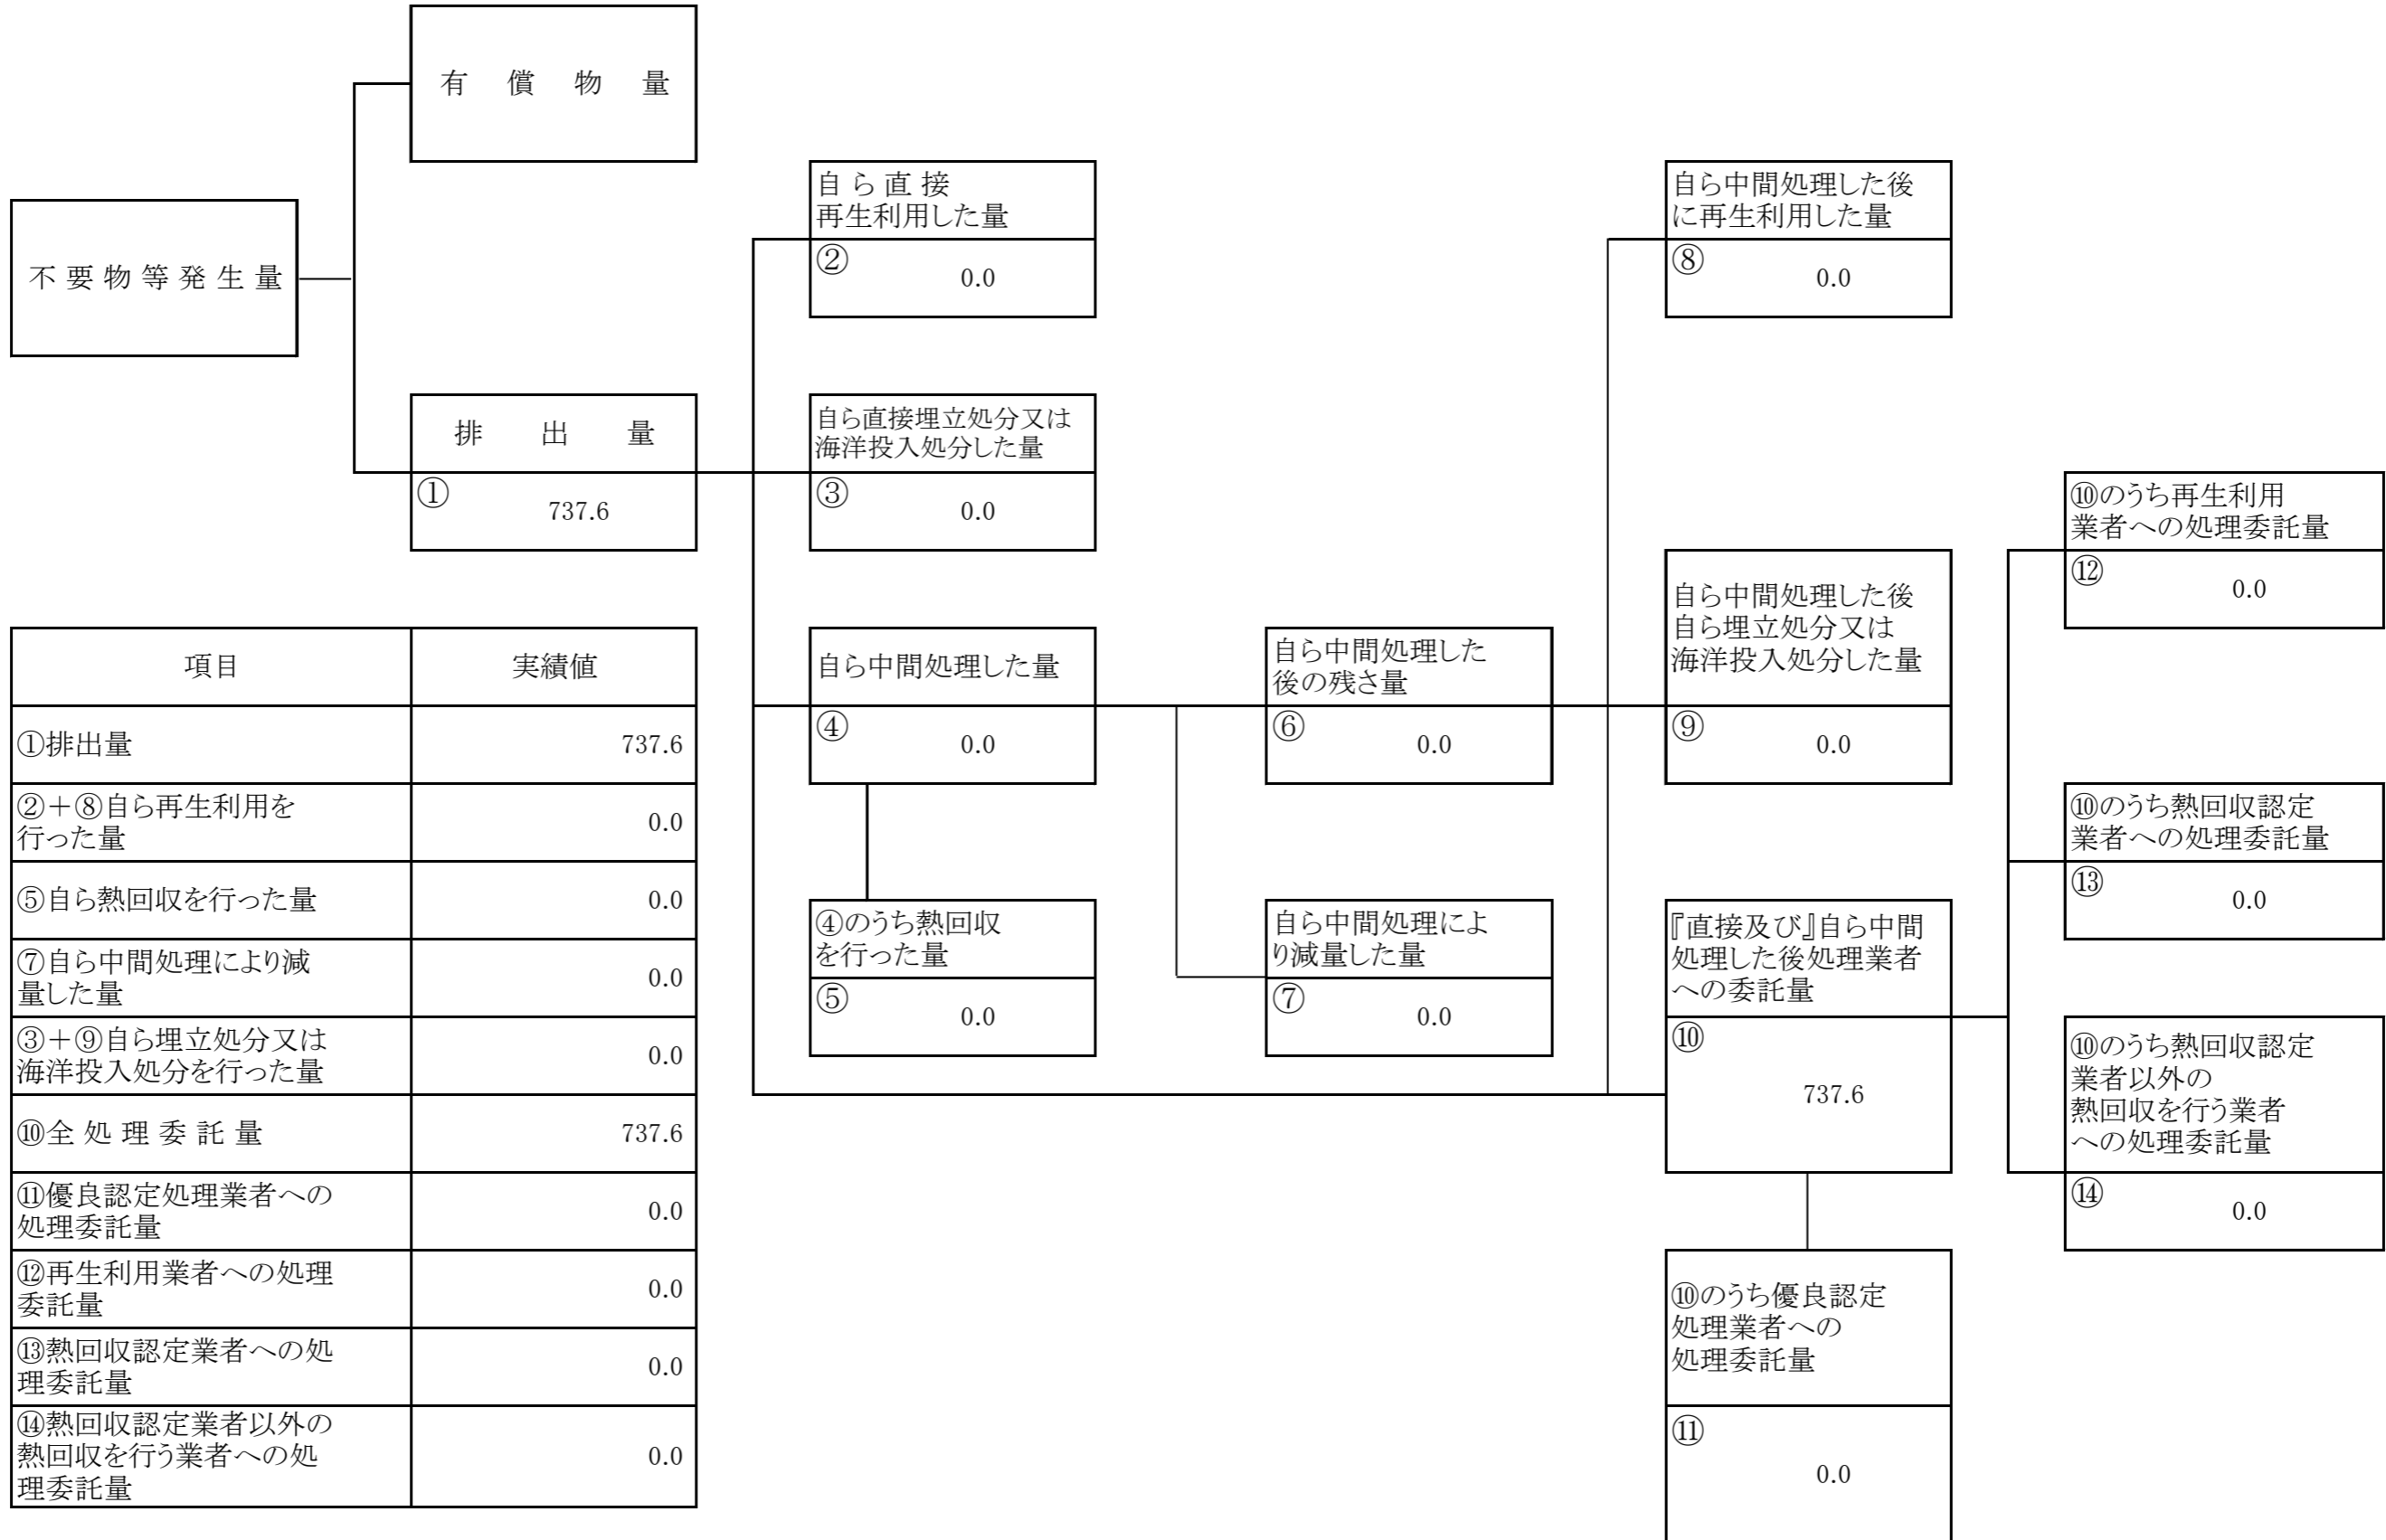 有　償　物　量
不要物等発生量
排　出　量
①
737.6
自ら直接
再生利用した量
②
0.0
自ら直接埋立処分又は
海洋投入処分した量
③
0.0
自ら中間処理した量
④
0.0
④のうち熱回収
を行った量
⑤
0.0
自ら中間処理した
後の残さ量
⑥
0.0
自ら中間処理によ
り減量した量
⑦
0.0
自ら中間処理した後
に再生利用した量
⑧
0.0
自ら中間処理した後
自ら埋立処分又は
海洋投入処分した量
⑨
0.0
『直接及び』自ら中間
処理した後処理業者
への委託量
⑩
737.6
⑩のうち優良認定
処理業者への
処理委託量
⑪
0.0
⑩のうち再生利用
業者への処理委託量
⑫
0.0
⑩のうち熱回収認定
業者への処理委託量
⑬
0.0
⑩のうち熱回収認定
業者以外の
熱回収を行う業者
への処理委託量
⑭
0.0
項目 実績値
①排出量 737.6
②＋⑧自ら再生利用を
行った量 0.0
⑤自ら熱回収を行った量 0.0
⑦自ら中間処理により減
量した量 0.0
③＋⑨自ら埋立処分又は
海洋投入処分を行った量 0.0
⑩全処理委託量 737.6
⑪優良認定処理業者への
処理委託量 0.0
⑫再生利用業者への処理
委託量 0.0
⑬熱回収認定業者への処
理委託量 0.0
⑭熱回収認定業者以外の
熱回収を行う業者への処
理委託量 0.0